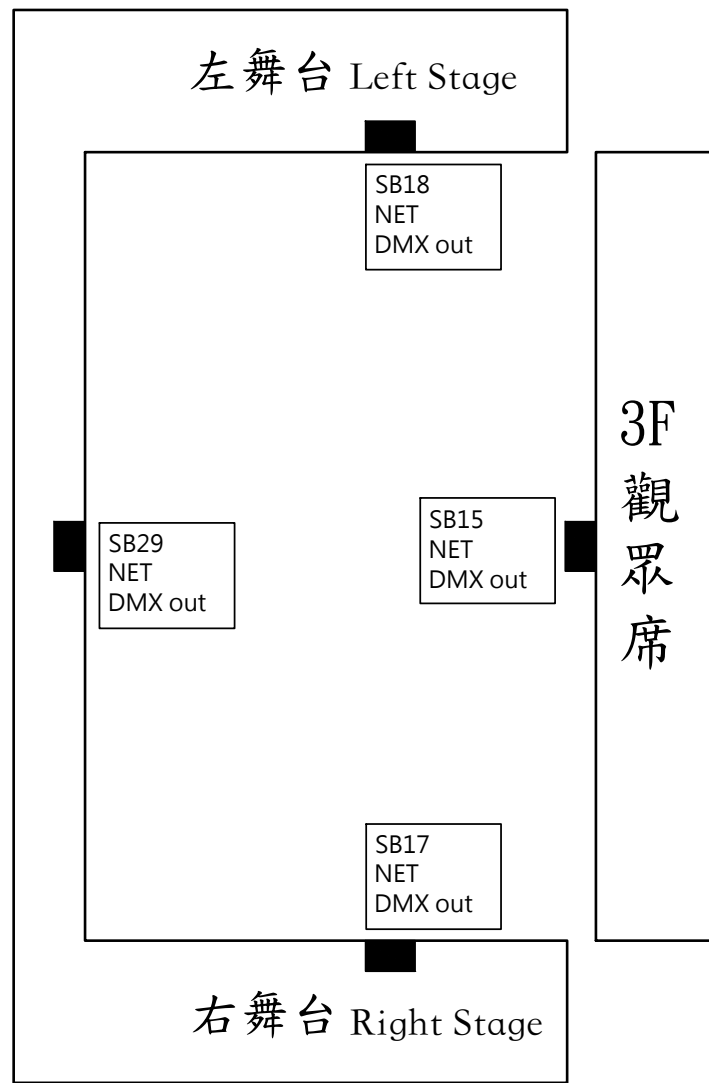 左舞台 Left Stage
SB18
NET
DMX out
3F
觀
眾
席
SB15
NET
DMX out
SB29
NET
DMX out
SB17
NET
DMX out
右舞台 Right Stage